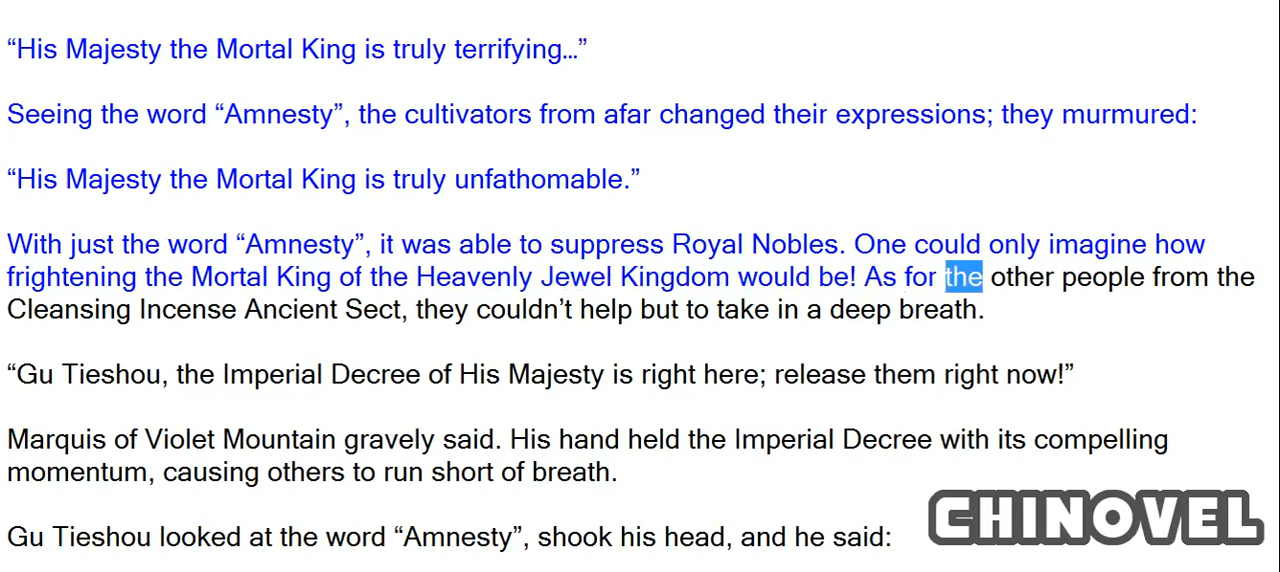 “His Majesty the Mortal King is truly terrifying…”
Seeing the word “Amnesty”, the cultivators from afar changed their expressions; they murmured:
“His Majesty the Mortal King is truly unfathomable.”
With just the word “Amnesty”, it was able to suppress Royal Nobles. One could only imagine how
frightening the Mortal King of the Heavenly Jewel Kingdom would be! As for the other people from the
Cleansing Incense Ancient Sect, they couldn’t help but to take in a deep breath.
“Gu Tieshou, the Imperial Decree of His Majesty is right here; release them right now!”
Marquis of Violet Mountain gravely said. His hand held the Imperial Decree with its compelling
momentum, causing others to run short of breath.
Gu Tieshou looked at the word “Amnesty”, shook his head, and he said:
CHINOVEL